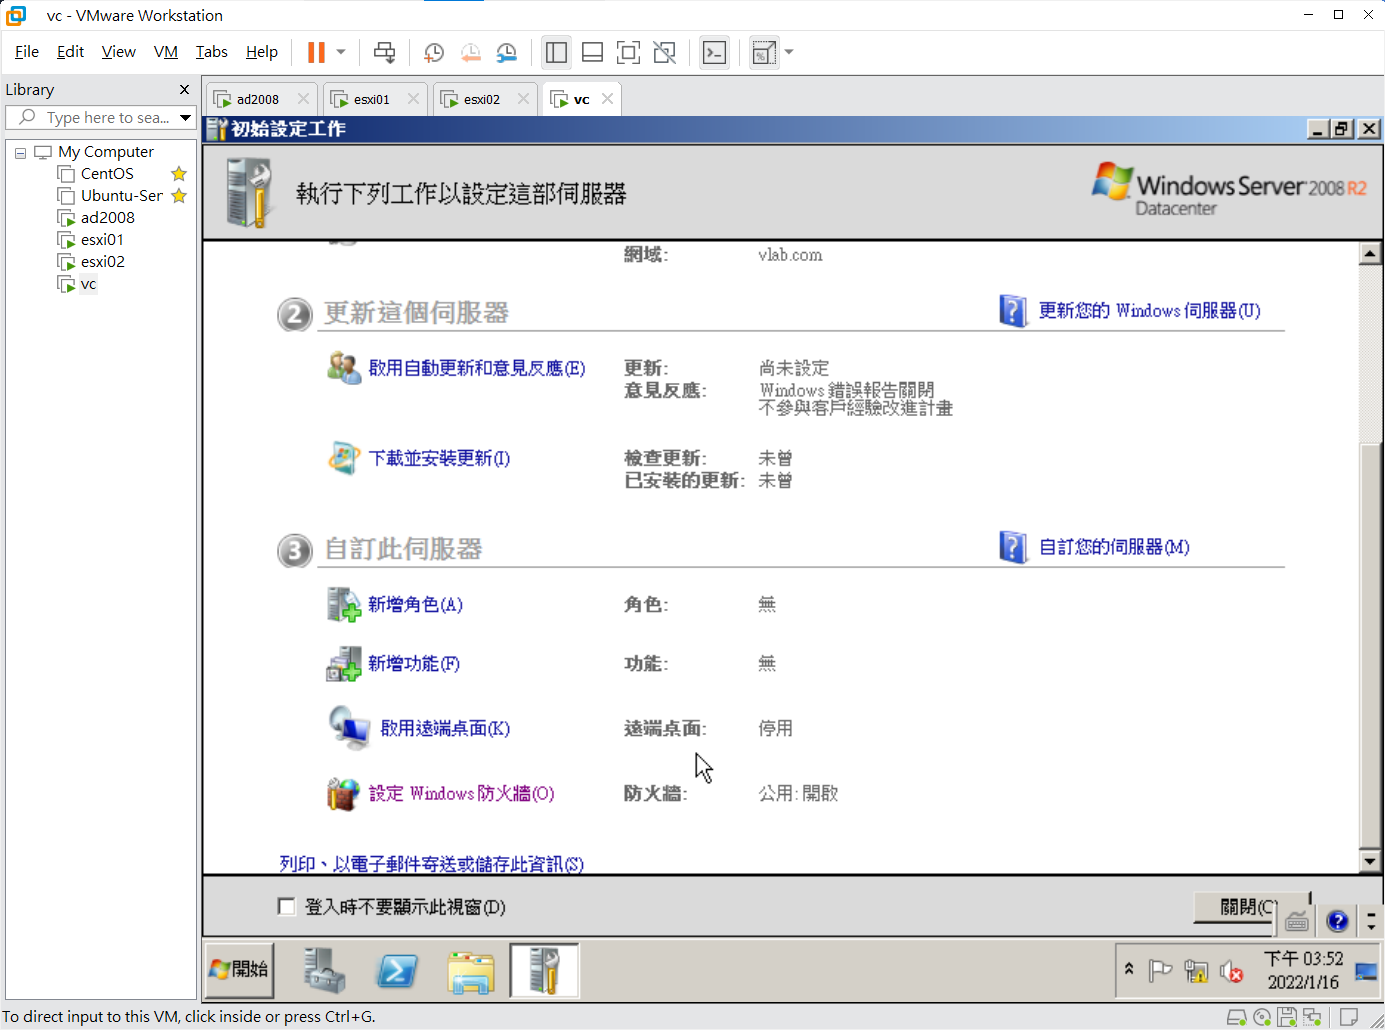 vc - VMware Workstation
File Edit View VM Tabs Help
Library
Type here to sea...
My Computer
CentOS
Ubuntu-Ser
ad2008
esxi01
esxi02
vc
ad2008 esxi01 esxi02 vc
初始設定工作
執行下列工作以設定這部伺服器
Windows Server 2008 R2
Datacenter
網域: vlab.com
2 更新這個伺服器 更新您的 Windows 伺服器(U)
啟用自動更新和意見反應(E) 更新: 尚未設定
意見反應: Windows 錯誤報告關閉
不參與客戶經驗改進計畫
下載並安裝更新(I) 檢查更新: 未曾
已安裝的更新: 未曾
3 自訂此伺服器 自訂您的伺服器(M)
新增角色(A) 角色: 無
新增功能(F) 功能: 無
啟用遠端桌面(K) 遠端桌面: 停用
設定 Windows 防火牆(O) 防火牆: 公用: 開啟
列印、以電子郵件寄送或儲存此資訊(S)
登入時不要顯示此視窗(D) 關閉(C)
開始
下午 03:52
2022/1/16
To direct input to this VM, click inside or press Ctrl+G.